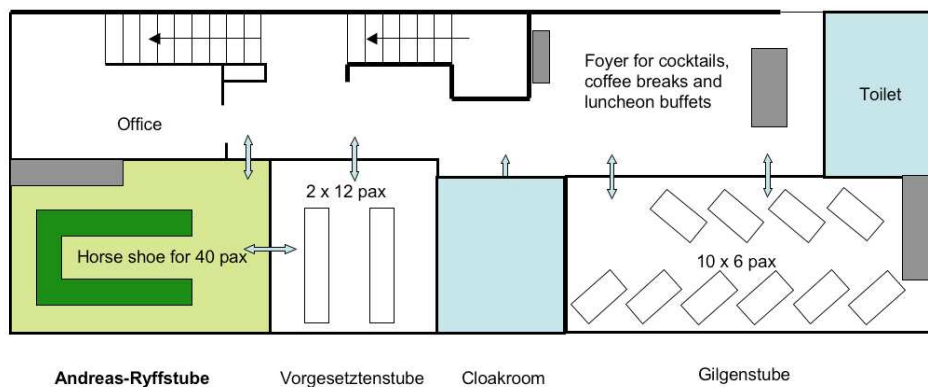 Foyer for cocktails,
coffee breaks and
luncheon buffets
Toilet
Office
2 x 12 pax
Horse shoe for 40 pax
10 x 6 pax
Andreas-Ryffstube
Vorgesetztenstube
Cloakroom
Gilgenstube